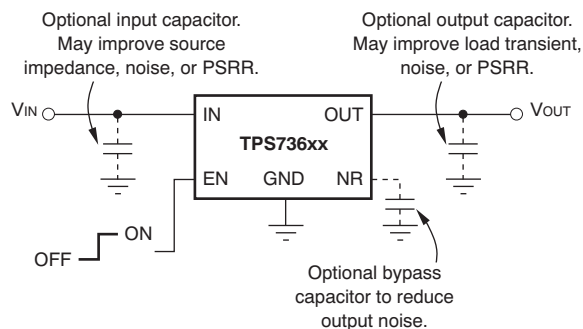 Optional input capacitor.
May improve source
impedance, noise, or PSRR.
Optional output capacitor.
May improve load transient,
noise, or PSRR.
VIN
IN
OUT
VOUT
TPS736xx
EN
GND
NR
ON
OFF
Optional bypass
capacitor to reduce
output noise.